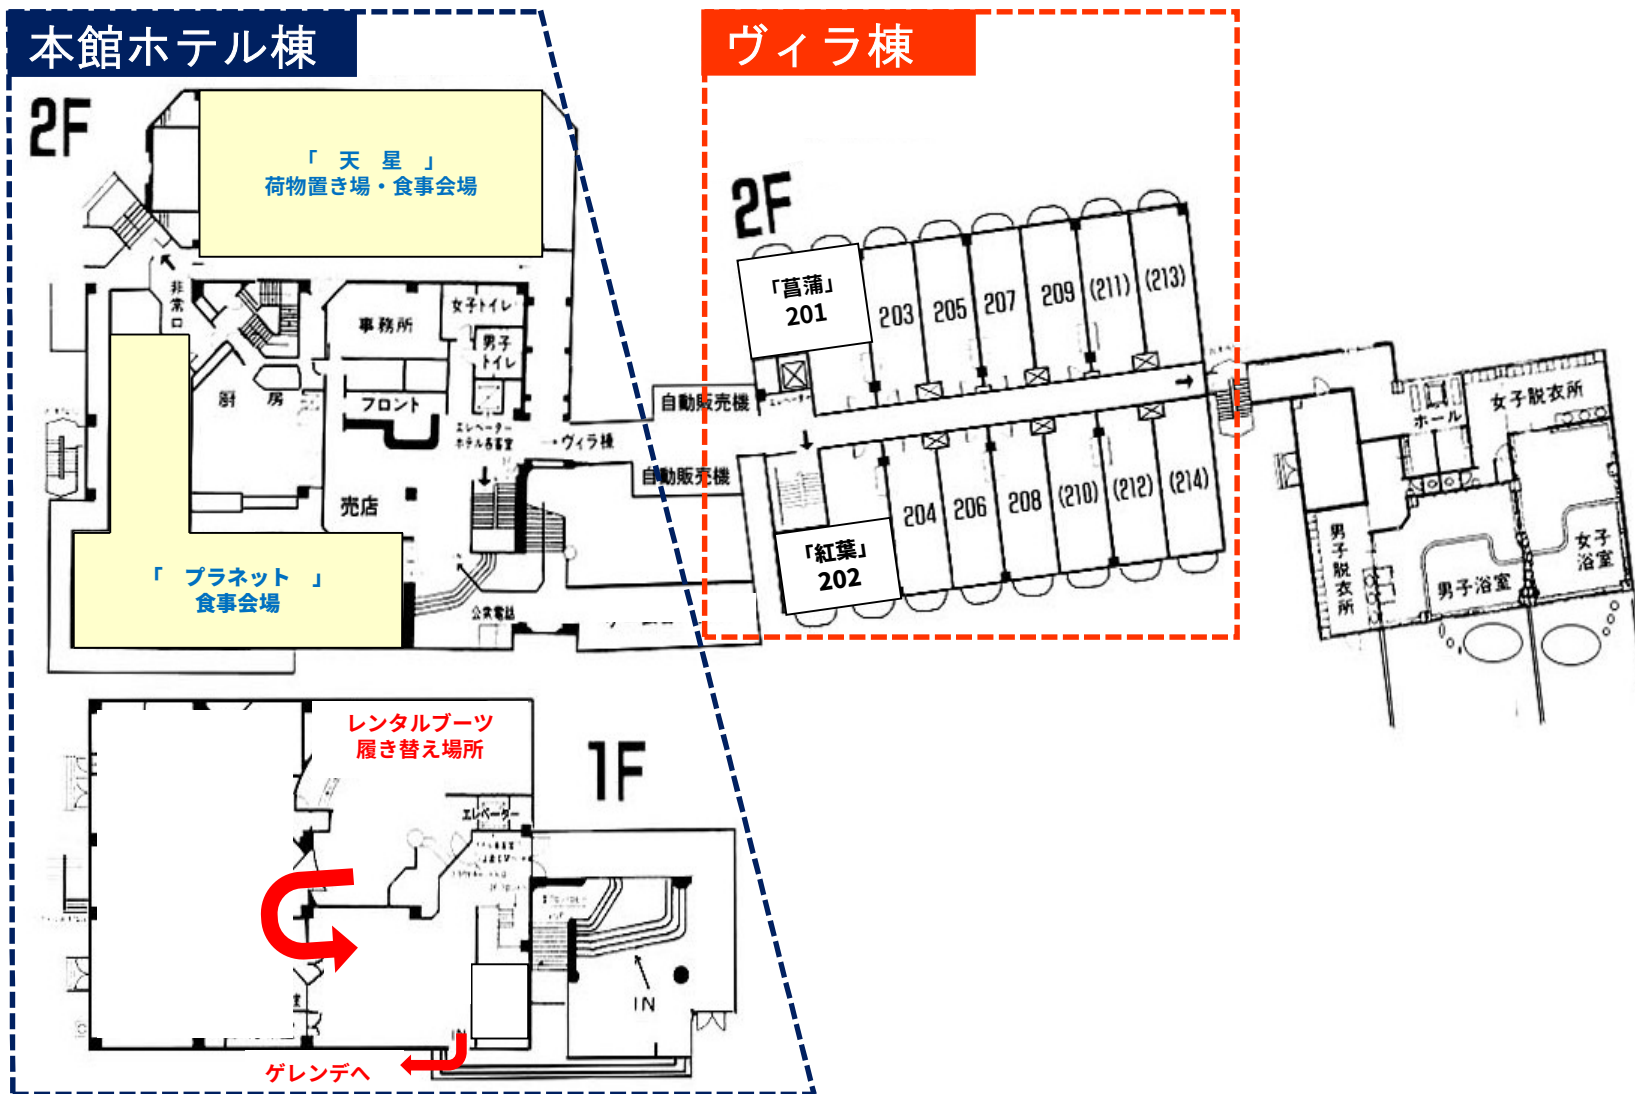 本館ホテル棟
ヴィラ棟
2F
「 天 星 」
荷物置き場・食事会場
非常口
事務所
女子トイレ
男子
トイレ
厨 房
フロント
エレベーター
ホテル各客室
→ヴィラ棟
自動販売機
自動販売機
売店
「 プラネット 」
食事会場
公衆電話
2F
「菖蒲」
201
203
205
207
209
(211)
(213)
エレベーター
「紅葉」
202
204
206
208
(210)
(212)
(214)
ホール
女子脱衣所
男子脱衣所
男子浴室
女子
浴室
1F
レンタルブーツ
履き替え場所
エレベーター
IN
IN
ゲレンデへ